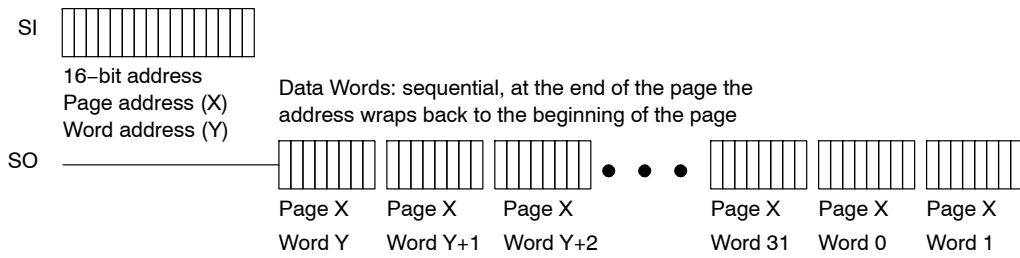 SI
16−bit address
Page address (X)
Word address (Y)
Data Words: sequential, at the end of the page the
address wraps back to the beginning of the page
SO
Page X Page X Page X Page X Page X Page X
Word Y Word Y+1 Word Y+2 Word 31 Word 0 Word 1